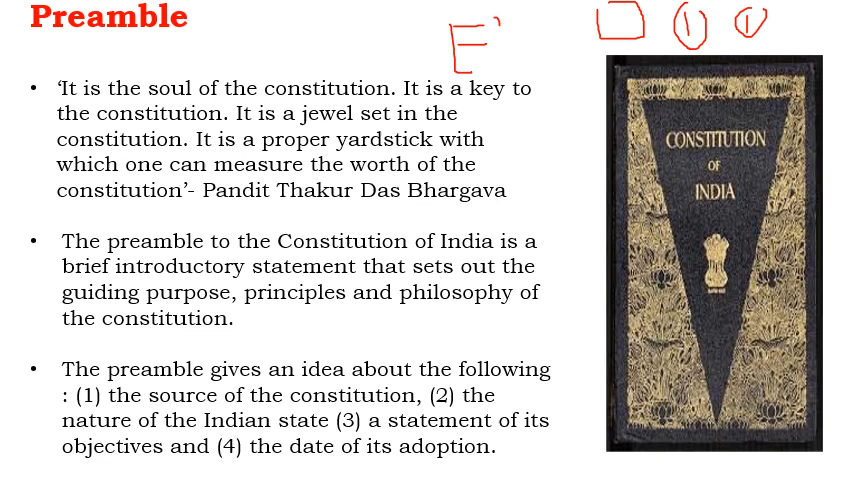 Preamble
E'
1 1
• ‘It is the soul of the constitution. It is a key to
the constitution. It is a jewel set in the
constitution. It is a proper yardstick with
which one can measure the worth of the
constitution’- Pandit Thakur Das Bhargava
• The preamble to the Constitution of India is a
brief introductory statement that sets out the
guiding purpose, principles and philosophy of
the constitution.
• The preamble gives an idea about the following
: (1) the source of the constitution, (2) the
nature of the Indian state (3) a statement of its
objectives and (4) the date of its adoption.
CONSTITUTION
OF
INDIA